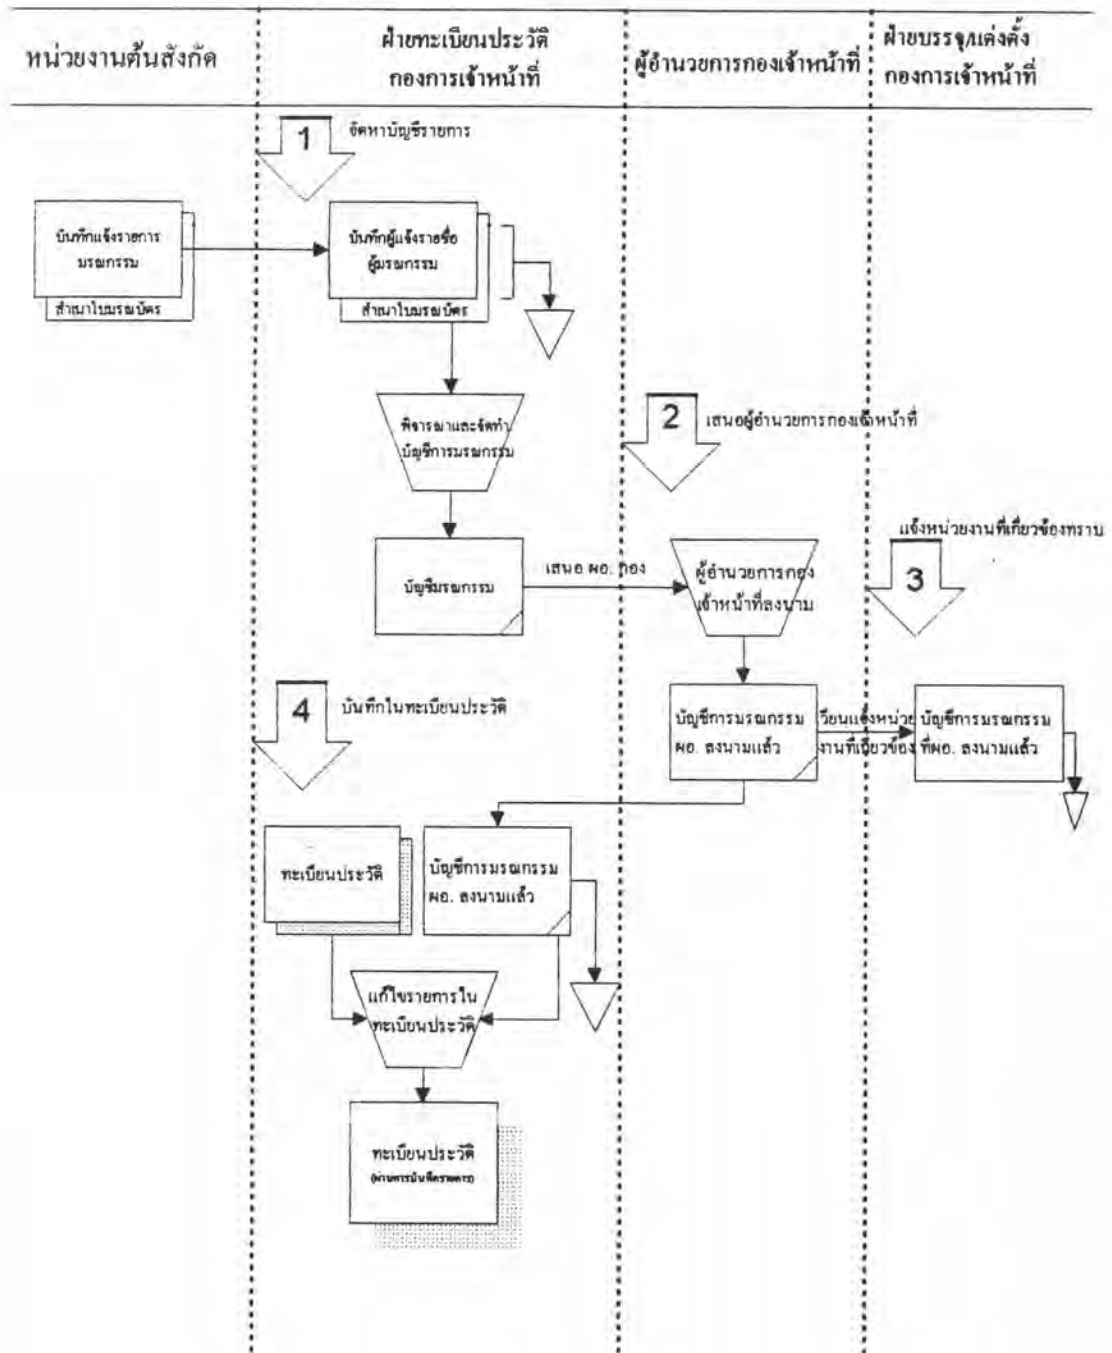 หน่วยงานต้นสังกัด
ฝ่ายทะเบียนประวัติ
กองการเจ้าหน้าที่
ผู้อำนวยการกองเจ้าหน้าที่
ฝ่ายบรรจุ/แต่งตั้ง
กองการเจ้าหน้าที่
1
จัดหาบัญชีรายการ
บันทึกแจ้งรายการ
มรณกรรม
สำเนาใบมรณบัตร
บันทึกผู้แจ้งรายชื่อ
ผู้มรณกรรม
สำเนาใบมรณบัตร
พิจารณาและจัดทำ
บัญชีการมรณกรรม
2
เสนอผู้อำนวยการกองเจ้าหน้าที่
แจ้งหน่วยงานที่เกี่ยวข้องทราบ
3
บัญชีมรณกรรม
เสนอ ผอ. กอง
ผู้อำนวยการกอง
เจ้าหน้าที่ลงนาม
4
บันทึกในทะเบียนประวัติ
บัญชีการมรณกรรม
ผอ. ลงนามแล้ว
เวียนแจ้งหน่วย
งานที่เกี่ยวข้อง
บัญชีการมรณกรรม
ที่ผอ. ลงนามแล้ว
ทะเบียนประวัติ
บัญชีการมรณกรรม
ผอ. ลงนามแล้ว
แก้ไขรายการใน
ทะเบียนประวัติ
ทะเบียนประวัติ
(ผ่านการบันทึกรายการ)